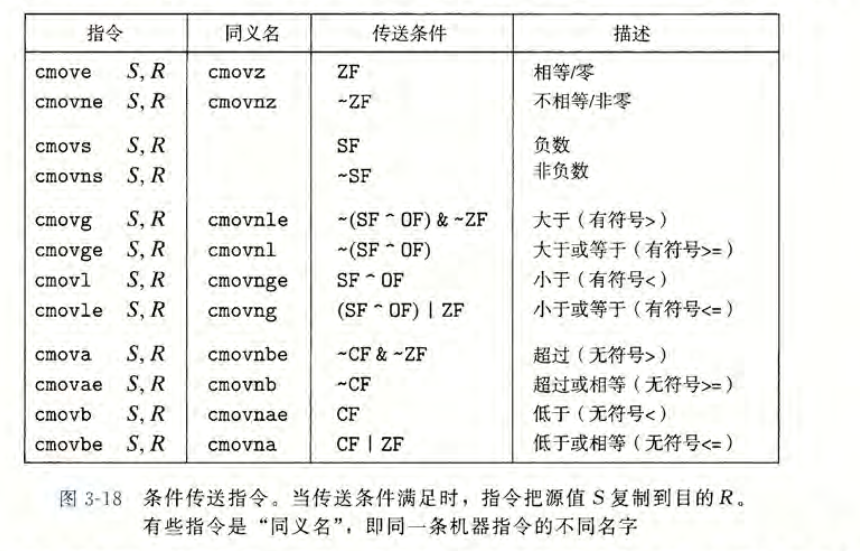 指令 同义名 传送条件 描述
cmove S, R cmovz ZF 相等/零
cmovne S, R cmovnz ~ZF 不相等/非零
cmovs S, R SF 负数
cmovns S, R ~SF 非负数
cmovg S, R cmovnle ~(SF ^ OF) & ~ZF 大于（有符号>）
cmovge S, R cmovnl ~(SF ^ OF) 大于或等于（有符号>=）
cmovl S, R cmovnge SF ^ OF 小于（有符号<）
cmovle S, R cmovng (SF ^ OF) | ZF 小于或等于（有符号<=）
cmova S, R cmovnbe ~CF & ~ZF 超过（无符号>）
cmovae S, R cmovnb ~CF 超过或相等（无符号>=）
cmovb S, R cmovnae CF 低于（无符号<）
cmovbe S, R cmovna CF | ZF 低于或相等（无符号<=）
图 3-18 条件传送指令。当传送条件满足时，指令把源值 S 复制到目的 R。
有些指令是“同义名”，即同一条机器指令的不同名字